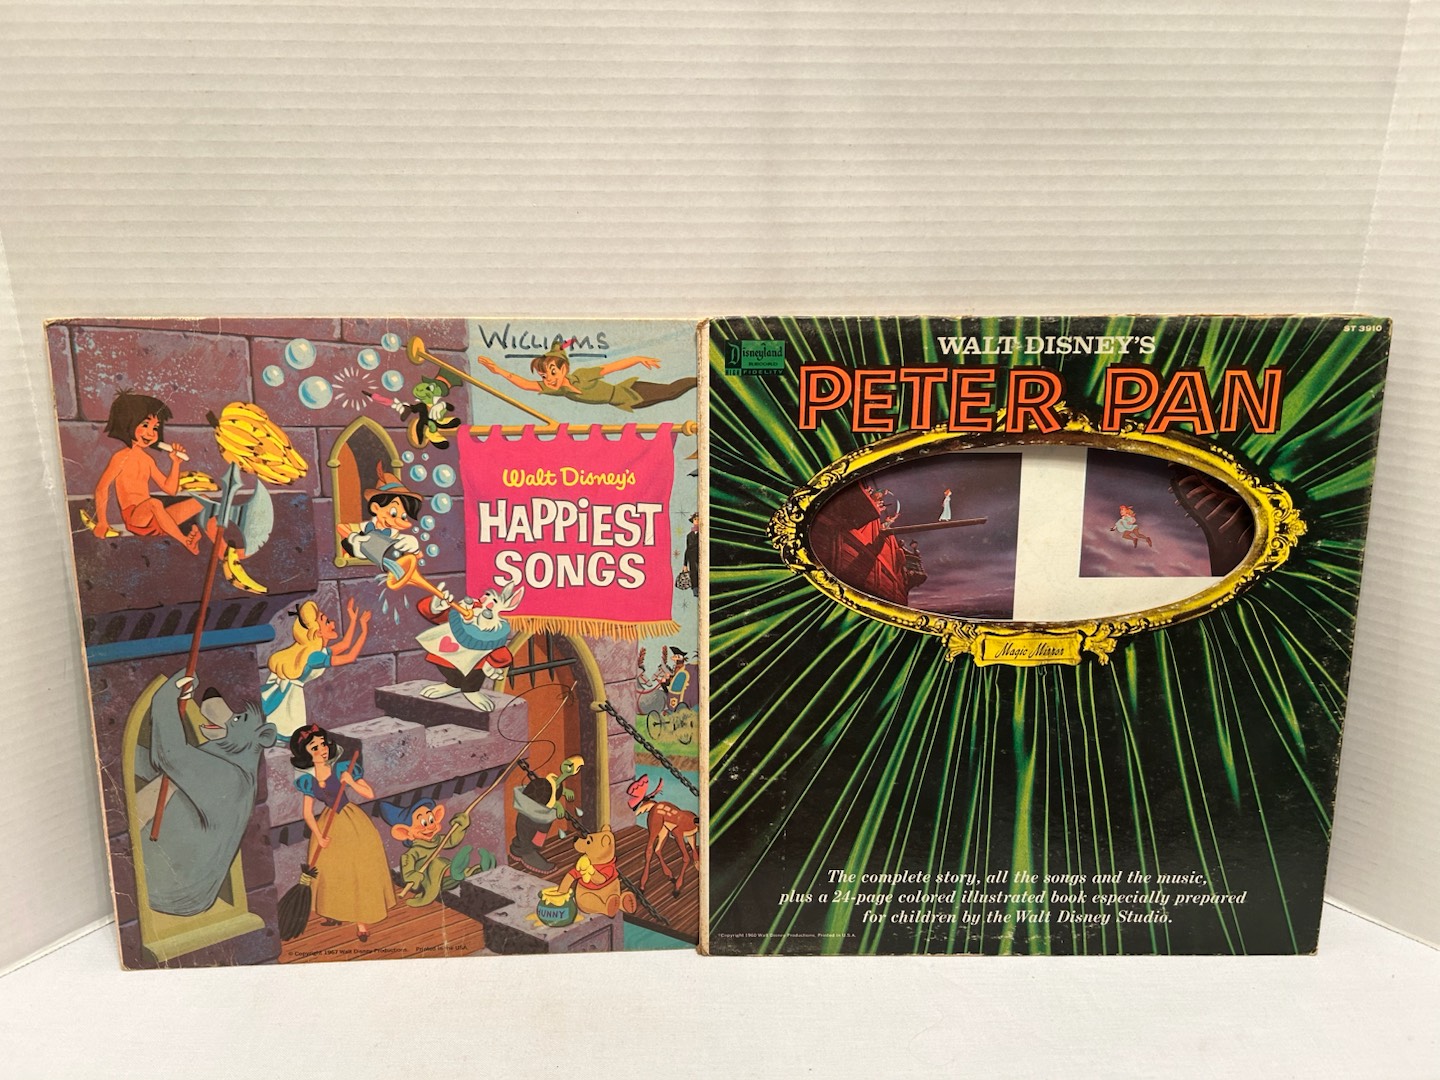 WILLIAMS
Walt Disney's
HAPPiEST
SONGS
HUNNY
© Copyright 1967 Walt Disney Productions. Printed in the U.S.A.
ST 3910
Disneyland
RECORD
HIGH FIDELITY
WALT DISNEY'S
PETER PAN
Magic Mirror
The complete story, all the songs and the music,
plus a 24-page colored illustrated book especially prepared
for children by the Walt Disney Studio.
Copyright 1960 Walt Disney Productions, Printed in U.S.A.